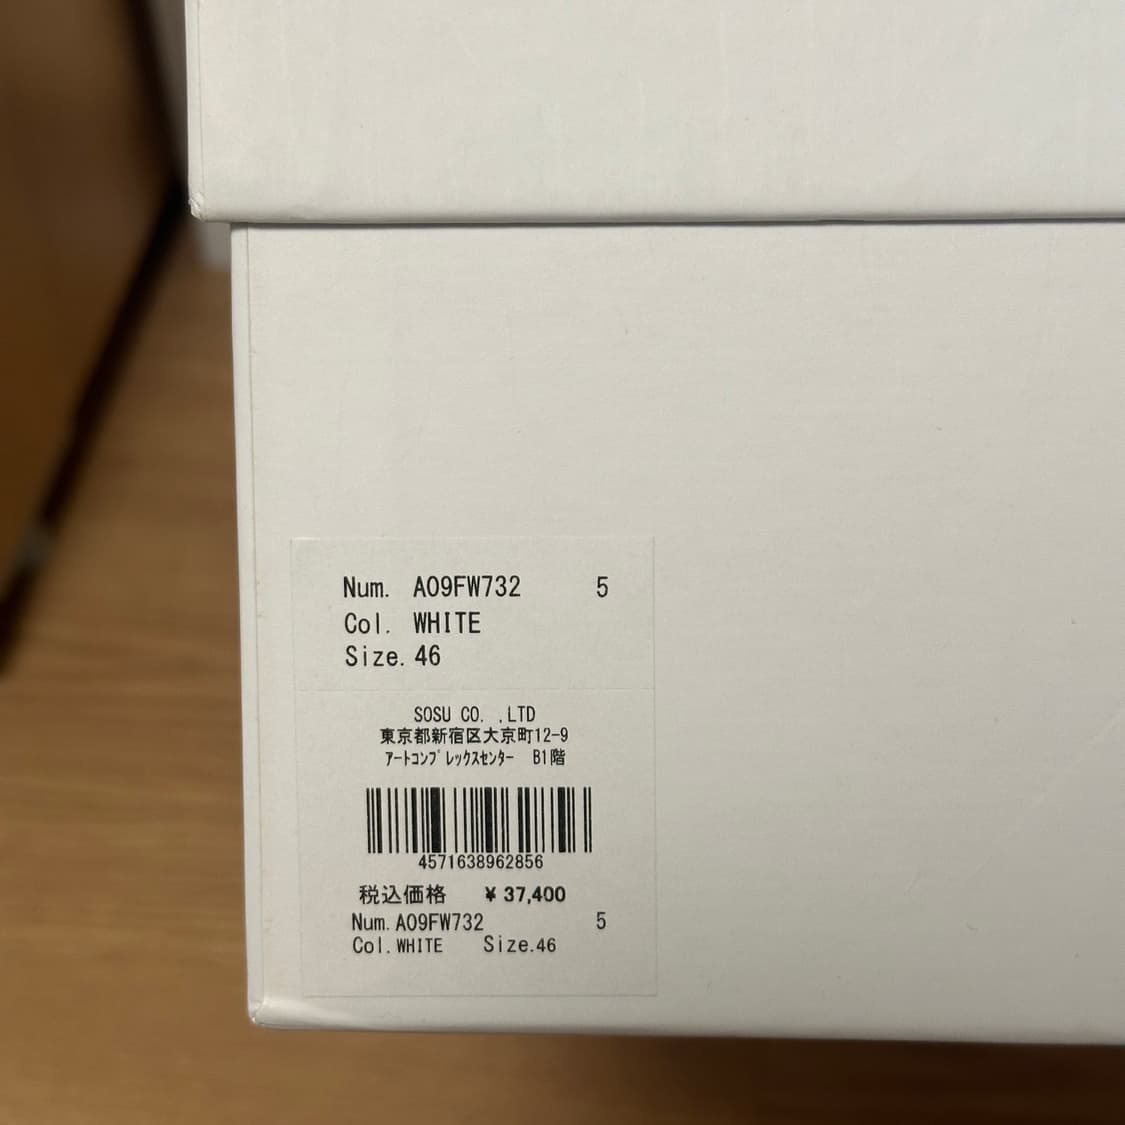 Num. A09FW732 5
Col. WHITE
Size. 46
SOSU CO. ,LTD
東京都新宿区大京町12-9
ｱｰﾄｺﾝﾌﾟﾚｯｸｽｾﾝﾀｰ B1階
4571638962856
税込価格 ¥ 37,400
Num. A09FW732 5
Col. WHITE Size. 46